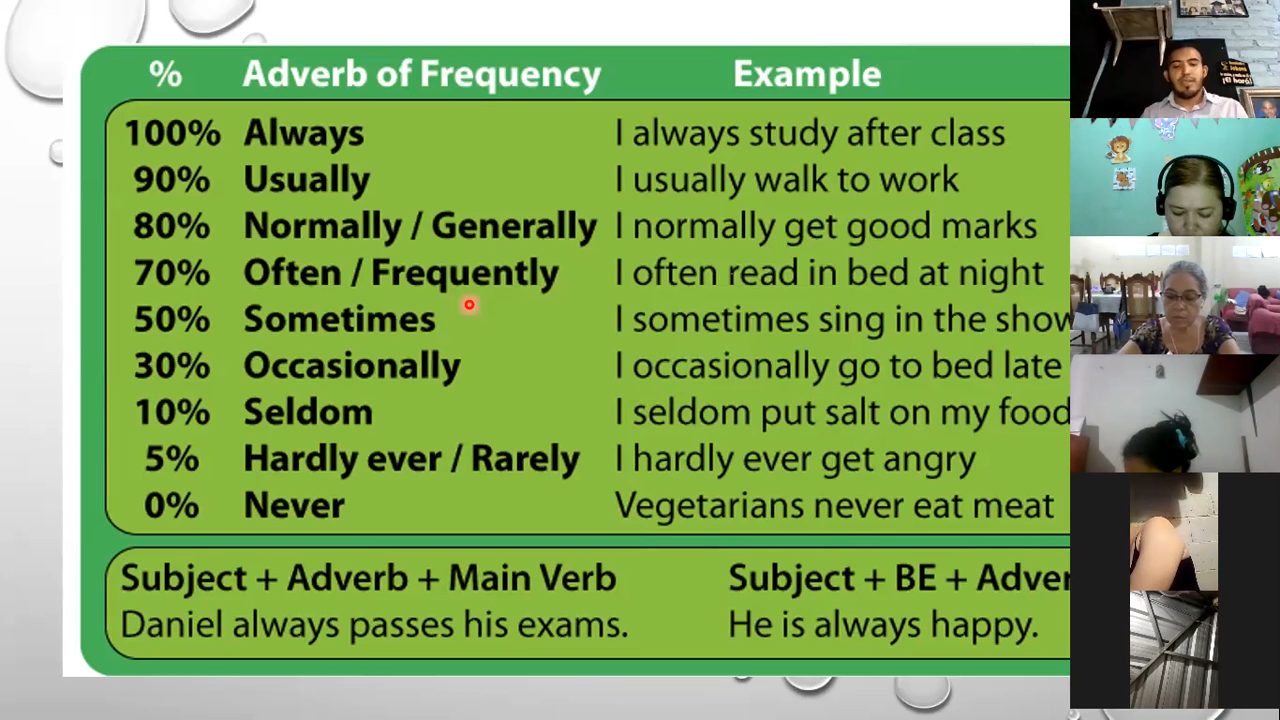 % Adverb of Frequency Example
100% Always I always study after class
90% Usually I usually walk to work
80% Normally / Generally I normally get good marks
70% Often / Frequently I often read in bed at night
50% Sometimes I sometimes sing in the show
30% Occasionally I occasionally go to bed late
10% Seldom I seldom put salt on my food
5% Hardly ever / Rarely I hardly ever get angry
0% Never Vegetarians never eat meat
Subject + Adverb + Main Verb Subject + BE + Adver
Daniel always passes his exams. He is always happy.